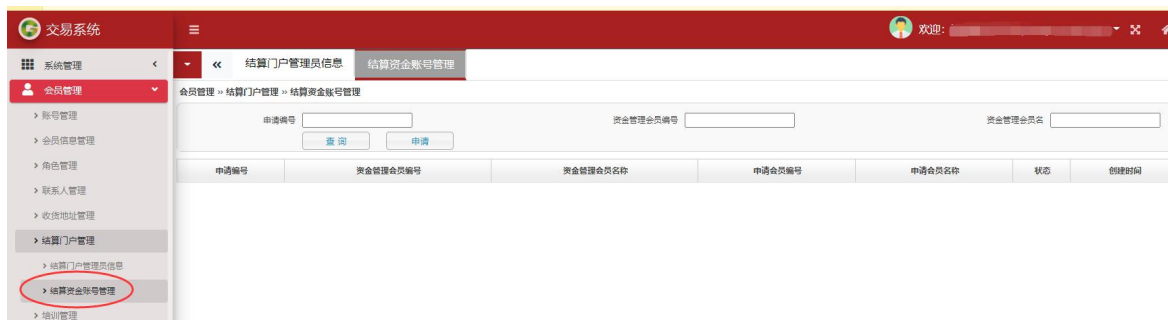 交易系统
欢迎:
系统管理
结算门户管理员信息
结算资金账号管理
会员管理
会员管理 » 结算门户管理 » 结算资金账号管理
账号管理
申请编号
资金管理会员编号
资金管理会员名
会员信息管理
查 询
申请
角色管理
申请编号
资金管理会员编号
资金管理会员名称
申请会员编号
申请会员名称
状态
创建时间
联系人管理
收货地址管理
结算门户管理
结算门户管理员信息
结算资金账号管理
培训管理